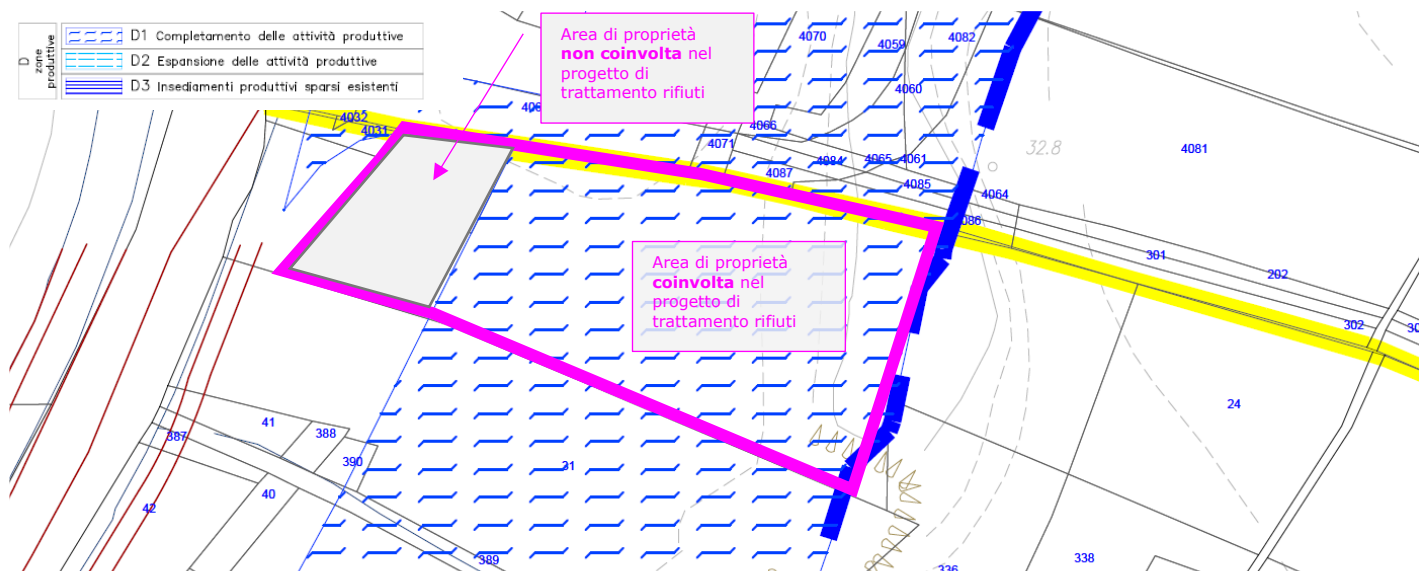 D
zone
produttive
D1 Completamento delle attività produttive
D2 Espansione delle attività produttive
D3 Insediamenti produttivi sparsi esistenti
Area di proprietà
non coinvolta nel
progetto di
trattamento rifiuti
4070
4059
4082
4060
4032
4031
4066
4071
4084
4065
4061
4087
4085
4064
32.8
4081
301
202
302
Area di proprietà
coinvolta nel
progetto di
trattamento rifiuti
24
41
388
387
390
31
40
42
389
336
338